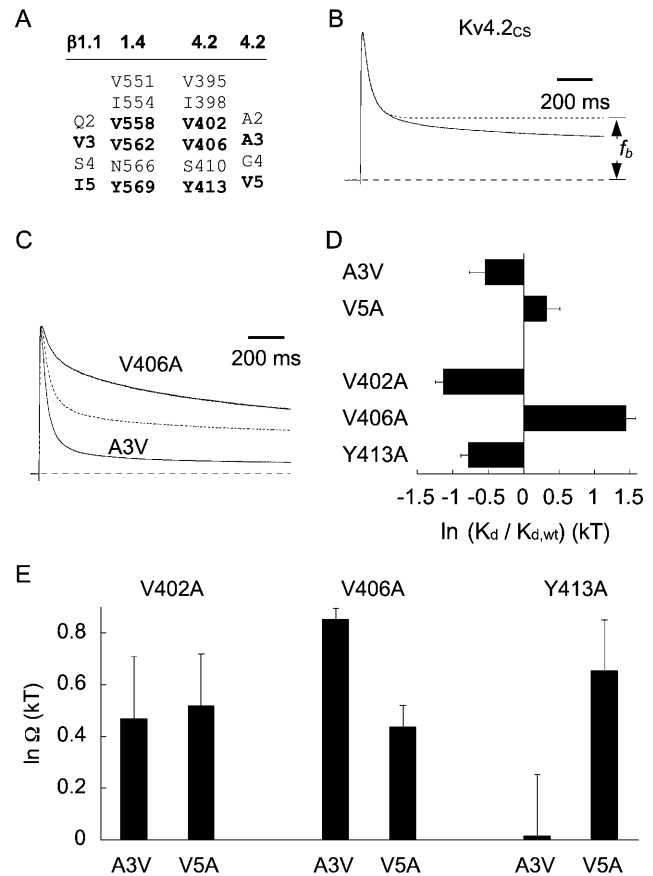 A
β1.1 1.4 4.2 4.2
V551 V395
I554 I398
Q2 V558 V402 A2
V3 V562 V406 A3
S4 N566 S410 G4
I5 Y569 Y413 V5
B
Kv4.2CS
200 ms
fb
C
V406A
200 ms
A3V
D
A3V
V5A
V402A
V406A
Y413A
-1.5 -1 -0.5 0 0.5 1 1.5
ln (Kd / Kd,wt) (kT)
E
V402A V406A Y413A
ln Ω (kT)
0.8
0.6
0.4
0.2
0
A3V V5A A3V V5A A3V V5A